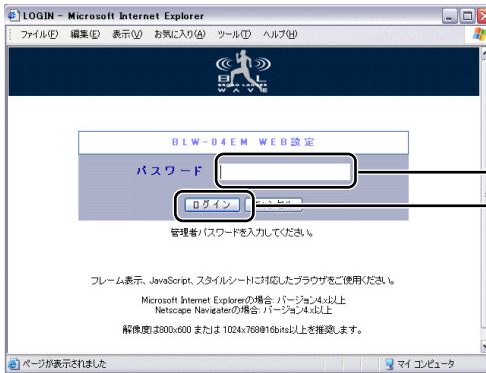 LOGIN - Microsoft Internet Explorer
ファイル(F) 編集(E) 表示(V) お気に入り(A) ツール(T) ヘルプ(H)
BL
BROAD LANNER
WAVE
BLW-04EM WEB設定
パスワード
ログイン
管理者パスワードを入力してください。
フレーム表示、JavaScript、スタイルシートに対応したブラウザをご使用ください。
Microsoft Internet Explorerの場合: バージョン4.x以上
Netscape Navigaterの場合: バージョン4.x以上
解像度は800x600 または 1024x768@16bits以上を推奨します。
ページが表示されました マイ コンピュータ